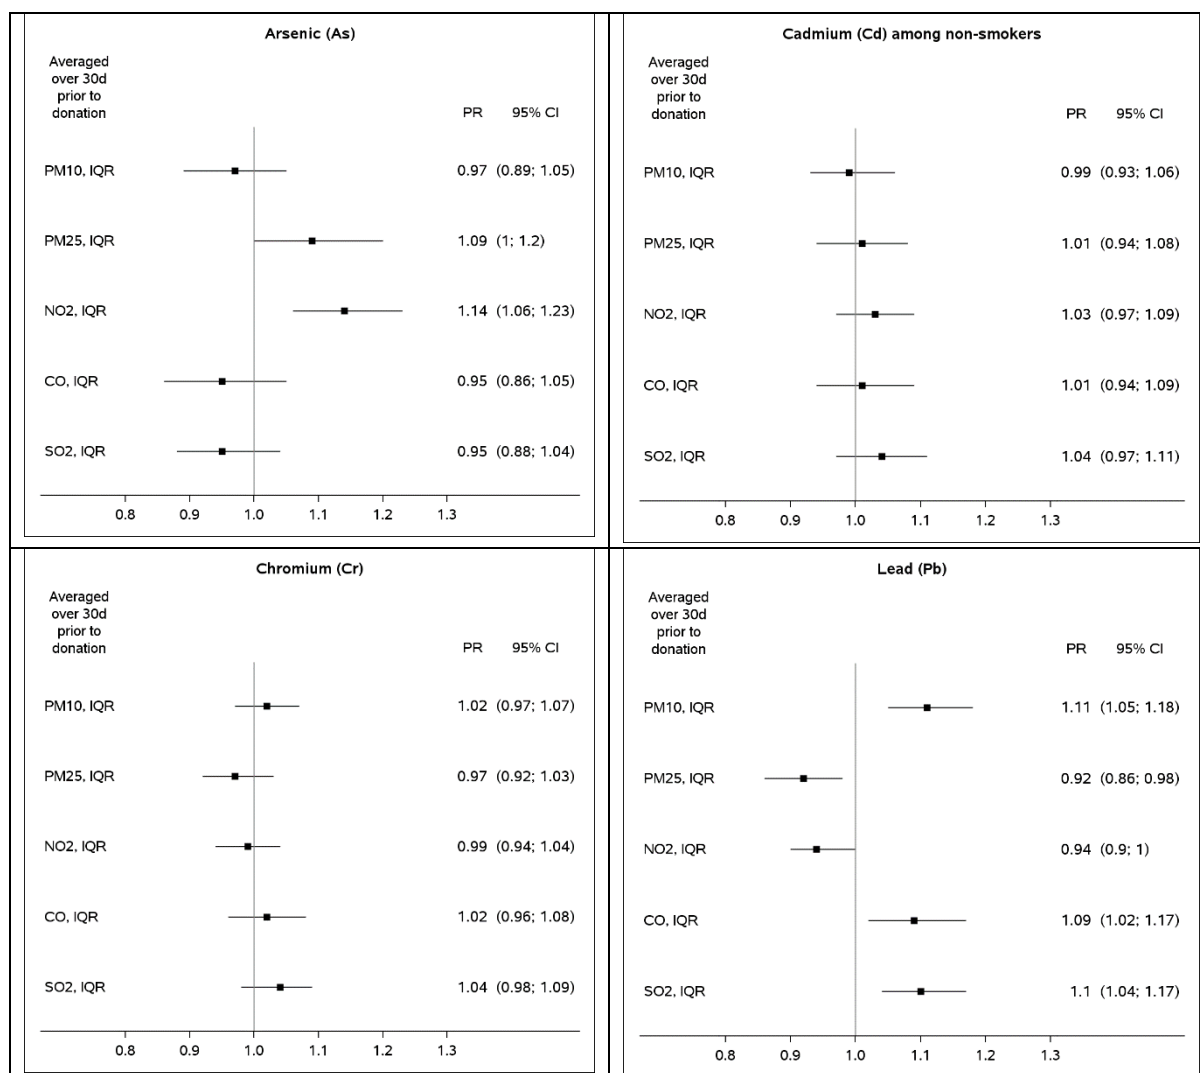 Arsenic (As)
Averaged
over 30d
prior to
donation
PR 95% CI
PM10, IQR 0.97 (0.89; 1.05)
PM25, IQR 1.09 (1; 1.2)
NO2, IQR 1.14 (1.06; 1.23)
CO, IQR 0.95 (0.86; 1.05)
SO2, IQR 0.95 (0.88; 1.04)
0.8 0.9 1.0 1.1 1.2 1.3
Cadmium (Cd) among non-smokers
Averaged
over 30d
prior to
donation
PR 95% CI
PM10, IQR 0.99 (0.93; 1.06)
PM25, IQR 1.01 (0.94; 1.08)
NO2, IQR 1.03 (0.97; 1.09)
CO, IQR 1.01 (0.94; 1.09)
SO2, IQR 1.04 (0.97; 1.11)
0.8 0.9 1.0 1.1 1.2 1.3
Chromium (Cr)
Averaged
over 30d
prior to
donation
PR 95% CI
PM10, IQR 1.02 (0.97; 1.07)
PM25, IQR 0.97 (0.92; 1.03)
NO2, IQR 0.99 (0.94; 1.04)
CO, IQR 1.02 (0.96; 1.08)
SO2, IQR 1.04 (0.98; 1.09)
0.8 0.9 1.0 1.1 1.2 1.3
Lead (Pb)
Averaged
over 30d
prior to
donation
PR 95% CI
PM10, IQR 1.11 (1.05; 1.18)
PM25, IQR 0.92 (0.86; 0.98)
NO2, IQR 0.94 (0.9; 1)
CO, IQR 1.09 (1.02; 1.17)
SO2, IQR 1.1 (1.04; 1.17)
0.8 0.9 1.0 1.1 1.2 1.3